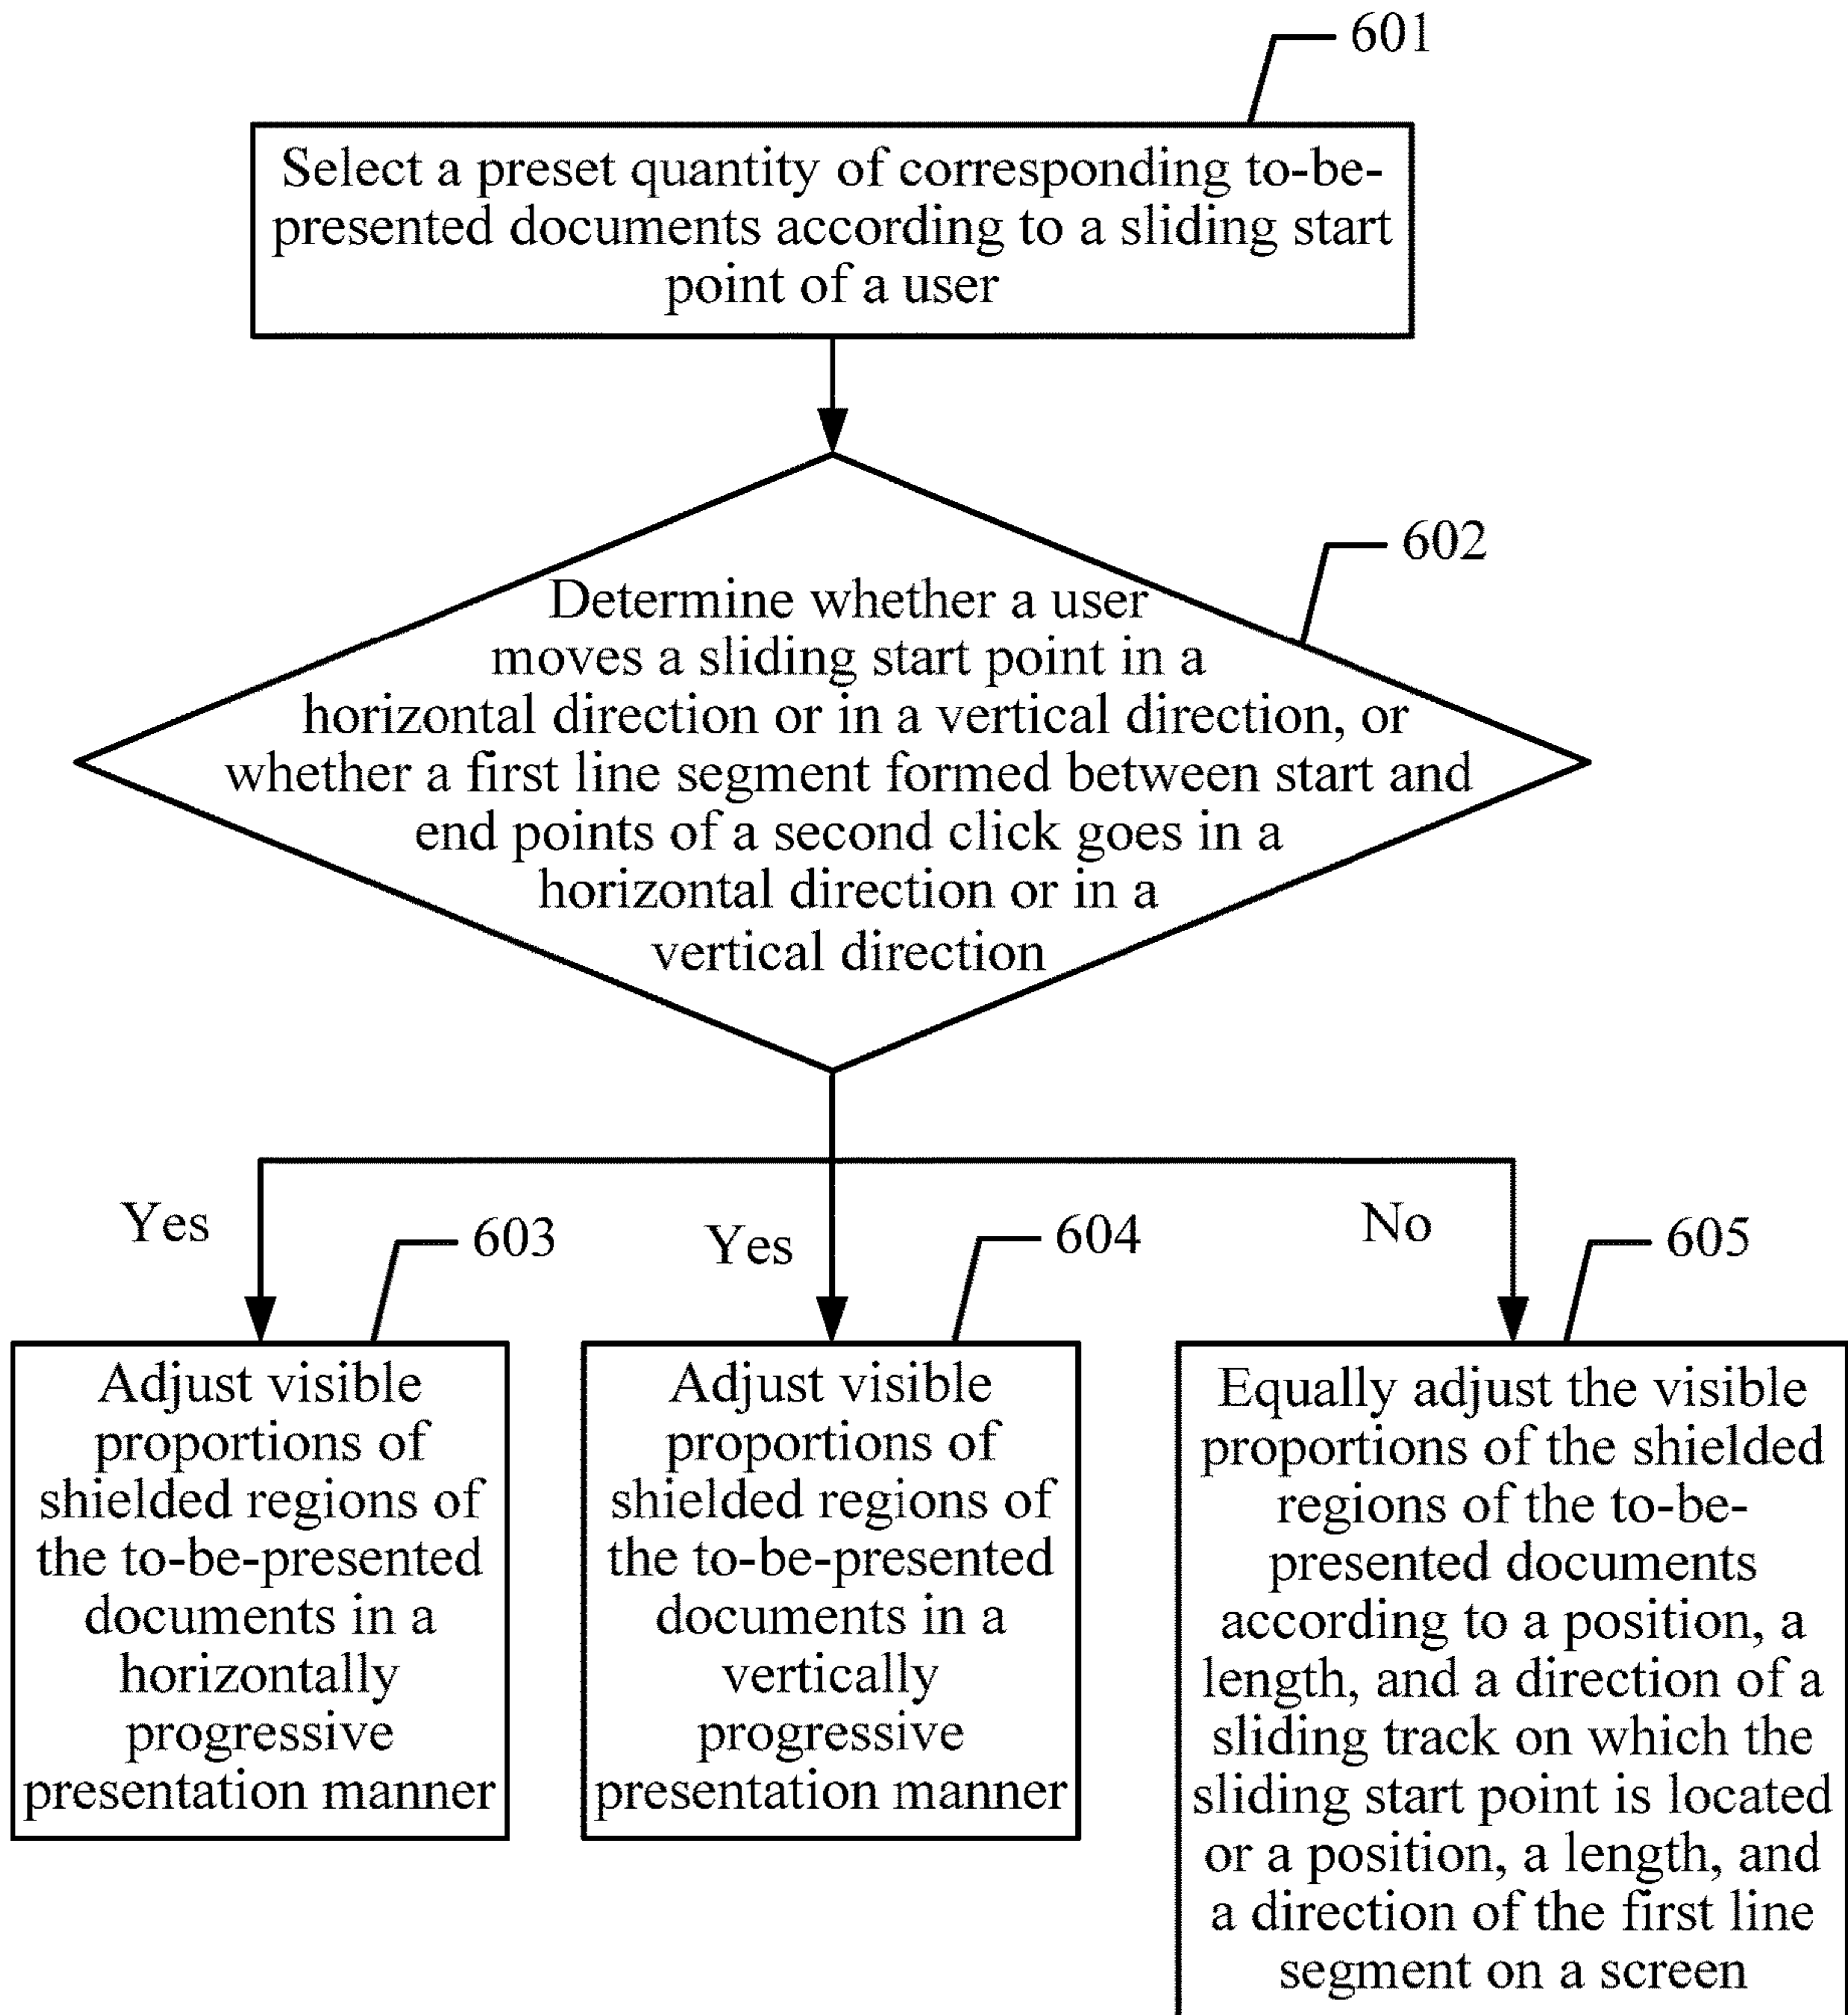 601
Select a preset quantity of corresponding to-be-
presented documents according to a sliding start
point of a user
602
Determine whether a user
moves a sliding start point in a
horizontal direction or in a vertical direction, or
whether a first line segment formed between start and
end points of a second click goes in a
horizontal direction or in a
vertical direction
Yes
603
Yes
604
No
605
Adjust visible
proportions of
shielded regions of
the to-be-presented
documents in a
horizontally
progressive
presentation manner
Adjust visible
proportions of
shielded regions of
the to-be-presented
documents in a
vertically
progressive
presentation manner
Equally adjust the visible
proportions of the shielded
regions of the to-be-
presented documents
according to a position, a
length, and a direction of a
sliding track on which the
sliding start point is located
or a position, a length, and
a direction of the first line
segment on a screen